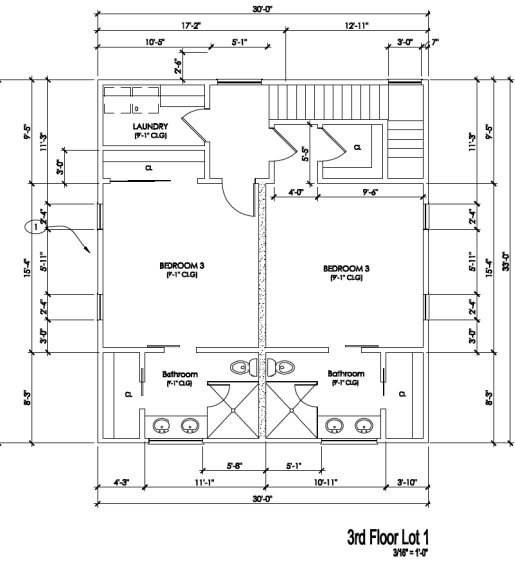 30'-0"
17'-2" 12'-11"
10'-5" 5'-1" 3'-0" 7"
2'-6"
D
LAUNDRY
(9'-1" CLG)
CL
CL
5'-5"
9'-5" 11'-3" 3'-0" 11'-3" 9'-5"
4'-0" 9'-6"
1
2'-4" 2'-4"
15'-4" 5'-11" 5'-11" 15'-4" 33'-0"
BEDROOM 3
(9'-1" CLG)
BEDROOM 3
(9'-1" CLG)
2'-4" 2'-4"
3'-0" 3'-0"
8'-3" 8'-3"
Bathroom
(9'-1" CLG)
Bathroom
(9'-1" CLG)
CL CL
5'-8" 5'-1"
4'-3" 11'-1" 10'-11" 3'-10"
30'-0"
3rd Floor Lot 1
3/16" = 1'-0"